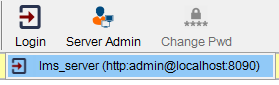 Login Server Admin Change Pwd
lms_server (http:admin@localhost:8090)